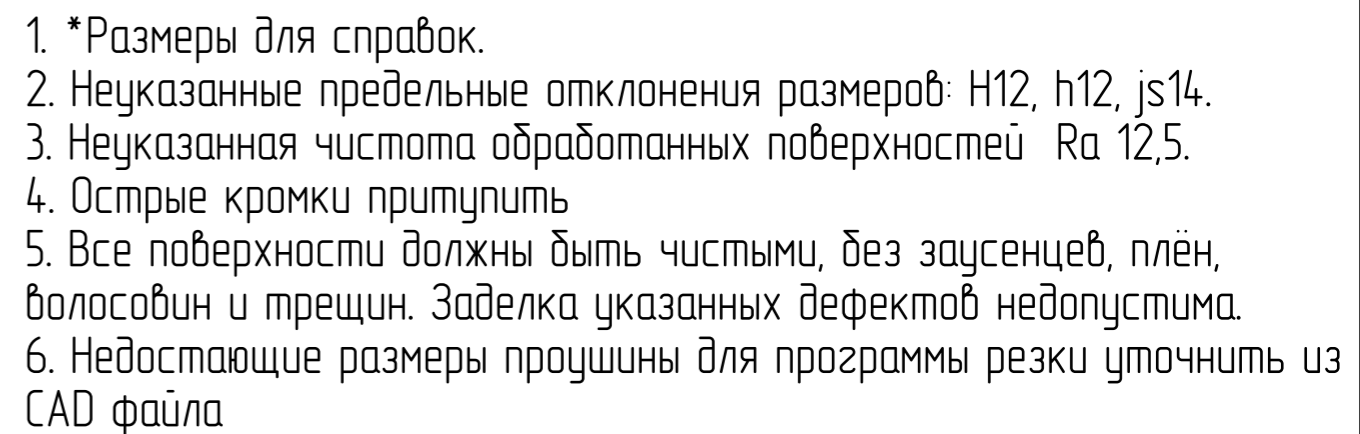 1. *Размеры для справок.
2. Неуказанные предельные отклонения размеров: H12, h12, js14.
3. Неуказанная чистота обработанных поверхностей Ra 12,5.
4. Острые кромки притупить
5. Все поверхности должны быть чистыми, без заусенцев, плён,
волосовин и трещин. Заделка указанных дефектов недопустима.
6. Недостающие размеры проушины для программы резки уточнить из
CAD файла